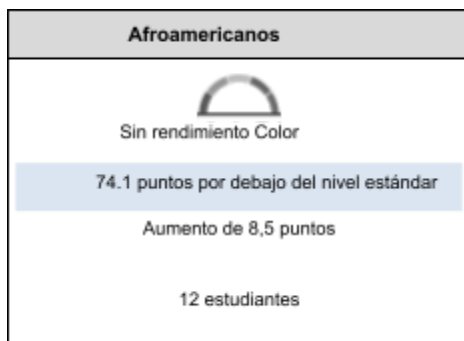 Afroamericanos
Sin rendimiento Color
74.1 puntos por debajo del nivel estándar
Aumento de 8,5 puntos
12 estudiantes